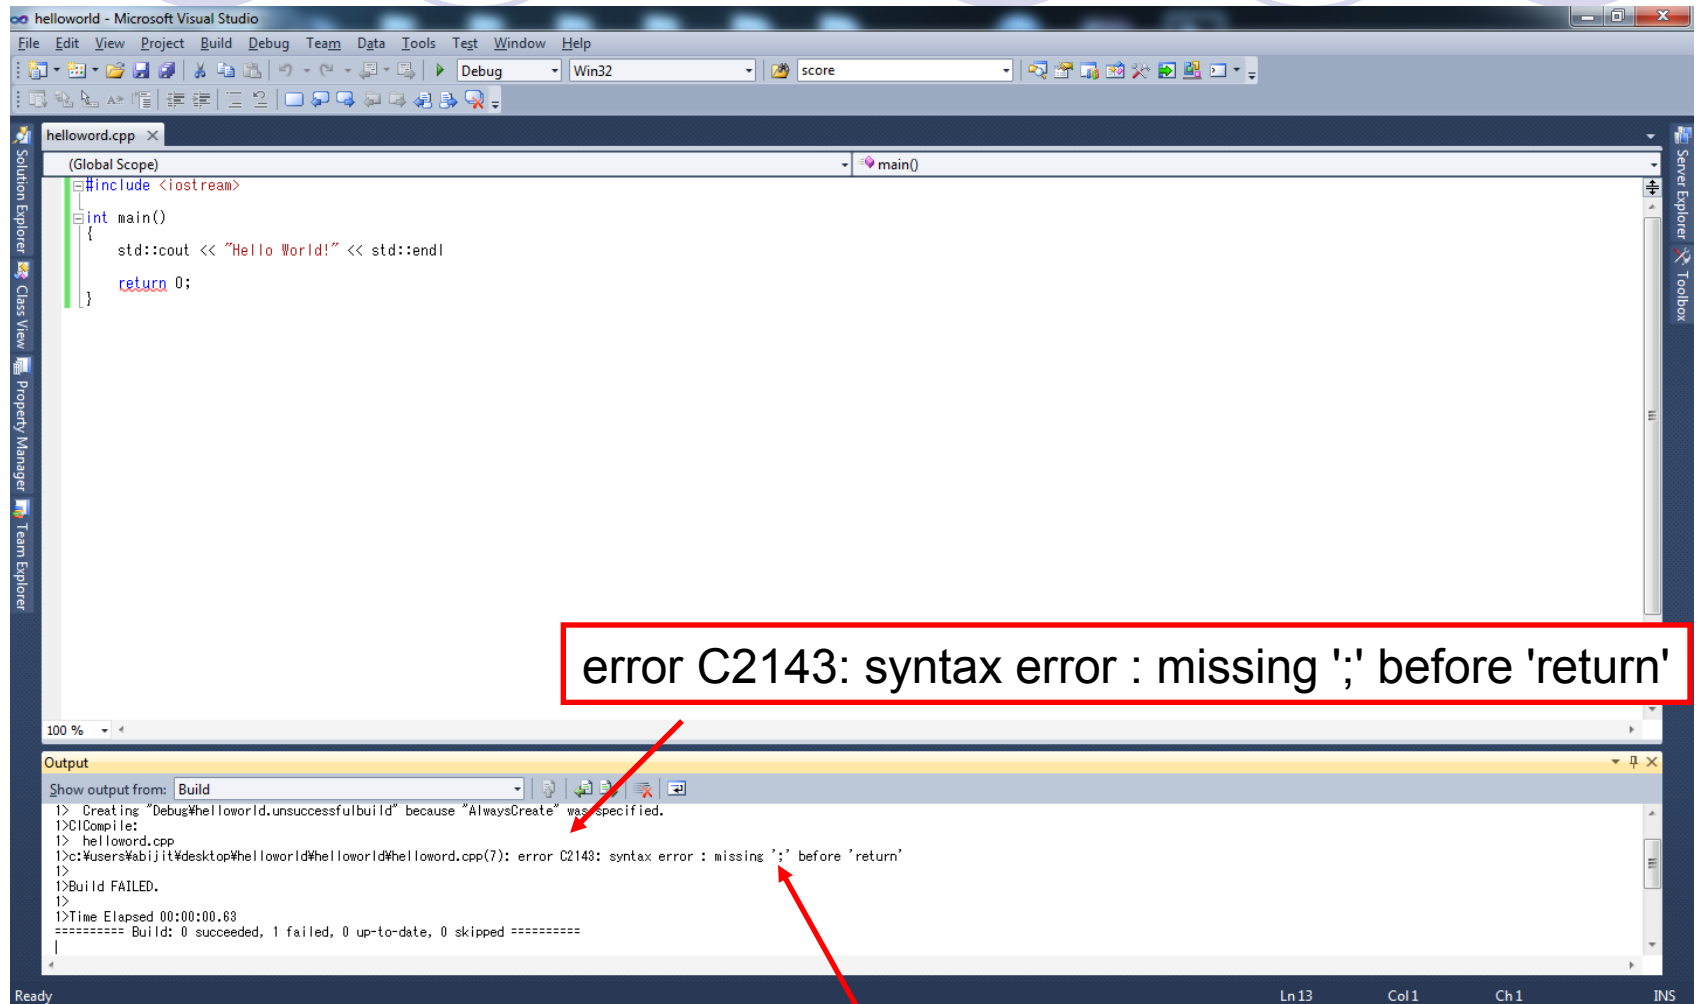 helloworld - Microsoft Visual Studio
File Edit View Project Build Debug Team Data Tools Test Window Help
Debug Win32 score
helloword.cpp
(Global Scope) main()
#include <iostream>
int main()
{
std::cout << "Hello World!" << std::endl
return 0;
}
Solution Explorer
Class View
Property Manager
Team Explorer
Server Explorer
Toolbox
error C2143: syntax error : missing ';' before 'return'
100 %
Output
Show output from: Build
1> Creating "Debug¥helloworld.unsuccessfulbuild" because "AlwaysCreate" was specified.
1>ClCompile:
1> helloword.cpp
1>c:¥users¥abijit¥desktop¥helloworld¥helloworld¥helloword.cpp(7): error C2143: syntax error : missing ';' before 'return'
1>
1>Build FAILED.
1>
1>Time Elapsed 00:00:00.63
========== Build: 0 succeeded, 1 failed, 0 up-to-date, 0 skipped ==========
Ready Ln 13 Col 1 Ch 1 INS